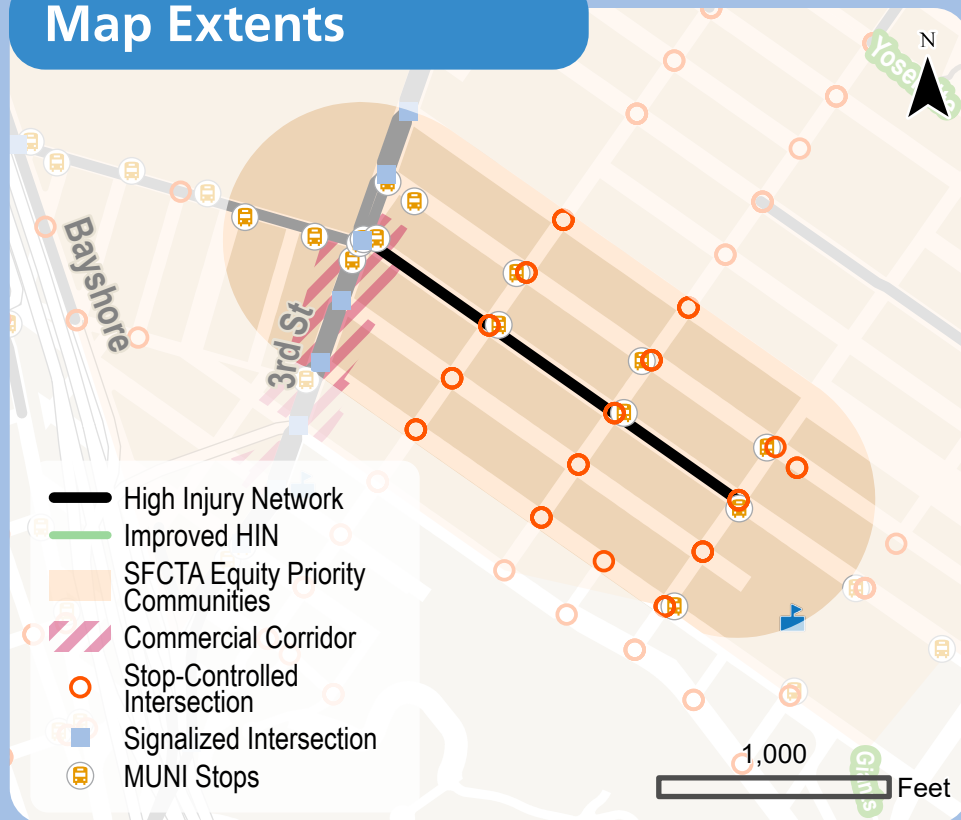 Map Extents
N
Bayshore
3rd St
High Injury Network
Improved HIN
SFCTA Equity Priority
Communities
Commercial Corridor
Stop-Controlled
Intersection
Signalized Intersection
MUNI Stops
1,000
Feet